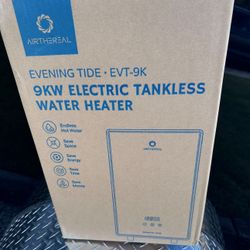 AIRTHEREAL
EVENING TIDE · EVT-9K
9KW ELECTRIC TANKLESS
WATER HEATER
Endless
Hot Water
Save
Space
Save
Energy
Save
Time
Save
Money
AIRTHEREAL